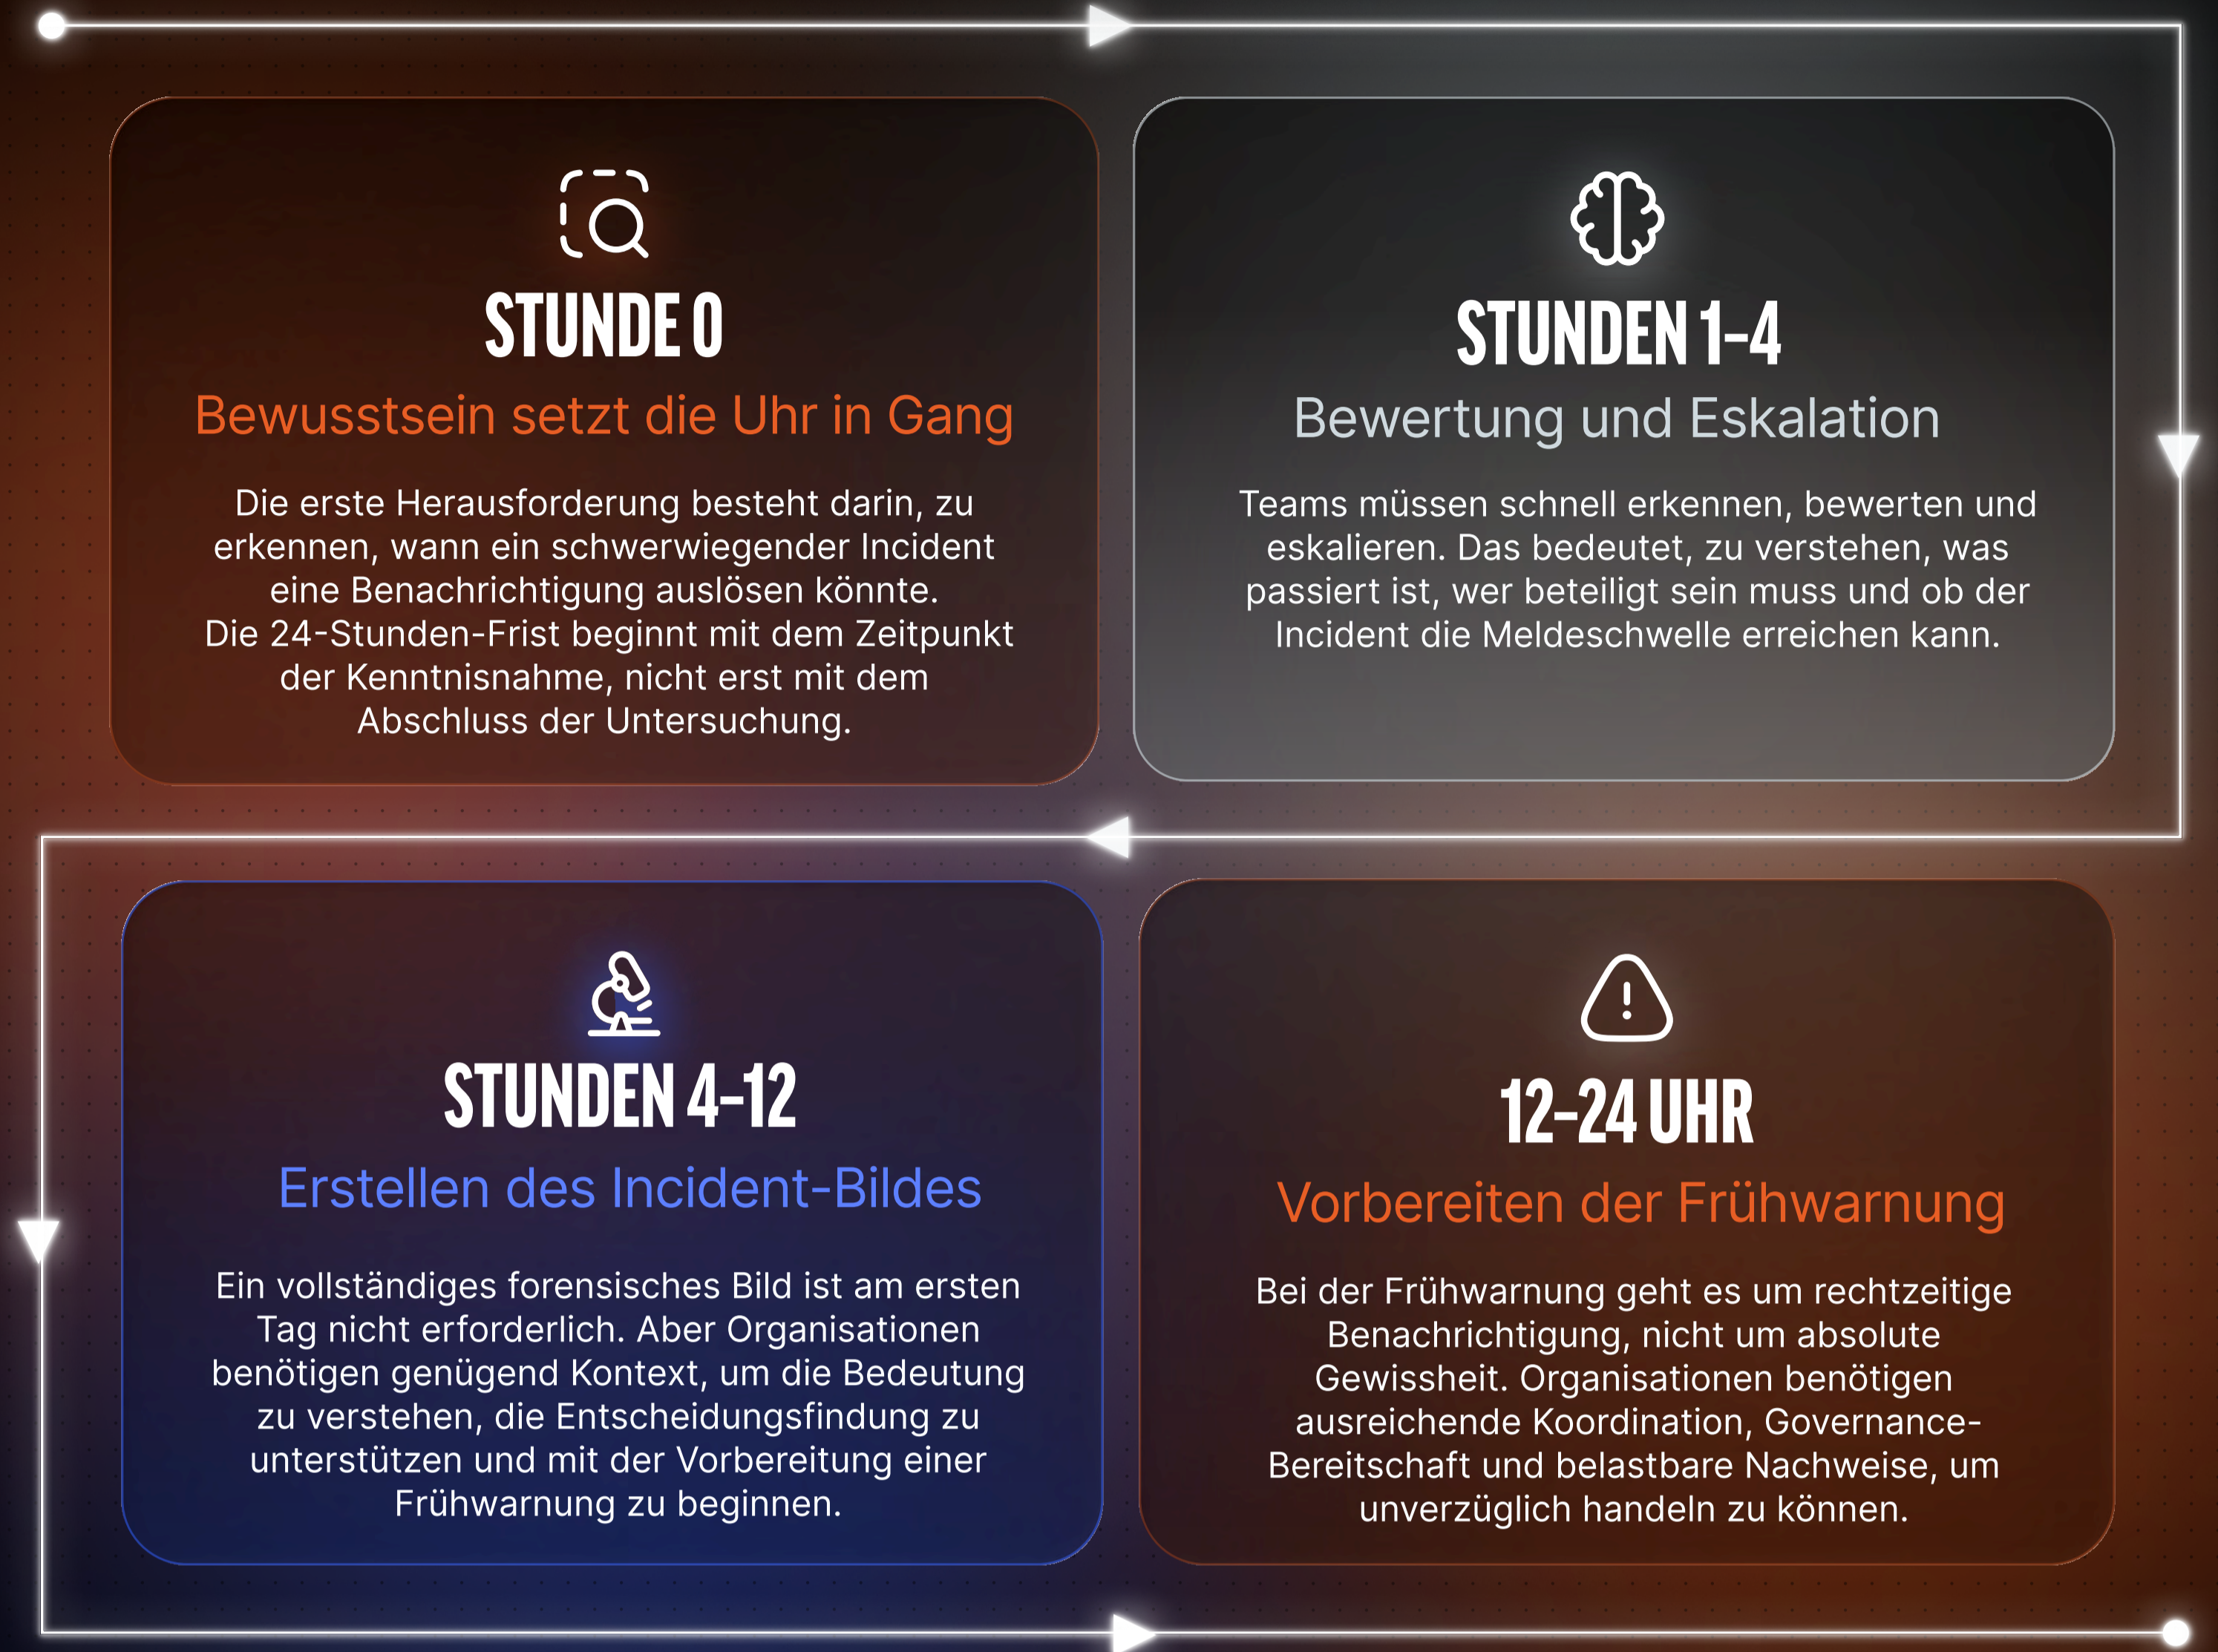 STUNDE 0
Bewusstsein setzt die Uhr in Gang
Die erste Herausforderung besteht darin, zu
erkennen, wann ein schwerwiegender Incident
eine Benachrichtigung auslösen könnte.
Die 24-Stunden-Frist beginnt mit dem Zeitpunkt
der Kenntnisnahme, nicht erst mit dem
Abschluss der Untersuchung.
STUNDEN 1–4
Bewertung und Eskalation
Teams müssen schnell erkennen, bewerten und
eskalieren. Das bedeutet, zu verstehen, was
passiert ist, wer beteiligt sein muss und ob der
Incident die Meldeschwelle erreichen kann.
STUNDEN 4–12
Erstellen des Incident-Bildes
Ein vollständiges forensisches Bild ist am ersten
Tag nicht erforderlich. Aber Organisationen
benötigen genügend Kontext, um die Bedeutung
zu verstehen, die Entscheidungsfindung zu
unterstützen und mit der Vorbereitung einer
Frühwarnung zu beginnen.
12–24 UHR
Vorbereiten der Frühwarnung
Bei der Frühwarnung geht es um rechtzeitige
Benachrichtigung, nicht um absolute
Gewissheit. Organisationen benötigen
ausreichende Koordination, Governance-
Bereitschaft und belastbare Nachweise, um
unverzüglich handeln zu können.